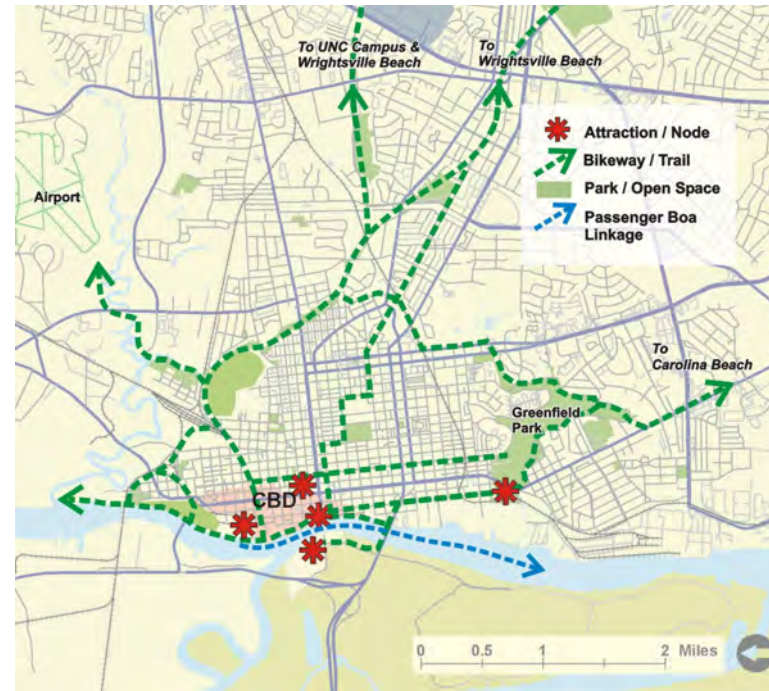 To UNC Campus &
Wrightsville Beach
To
Wrightsville Beach
Attraction / Node
Bikeway / Trail
Park / Open Space
Passenger Boa
Linkage
Airport
To
Carolina Beach
Greenfield
Park
CBD
0 0.5 1 2 Miles